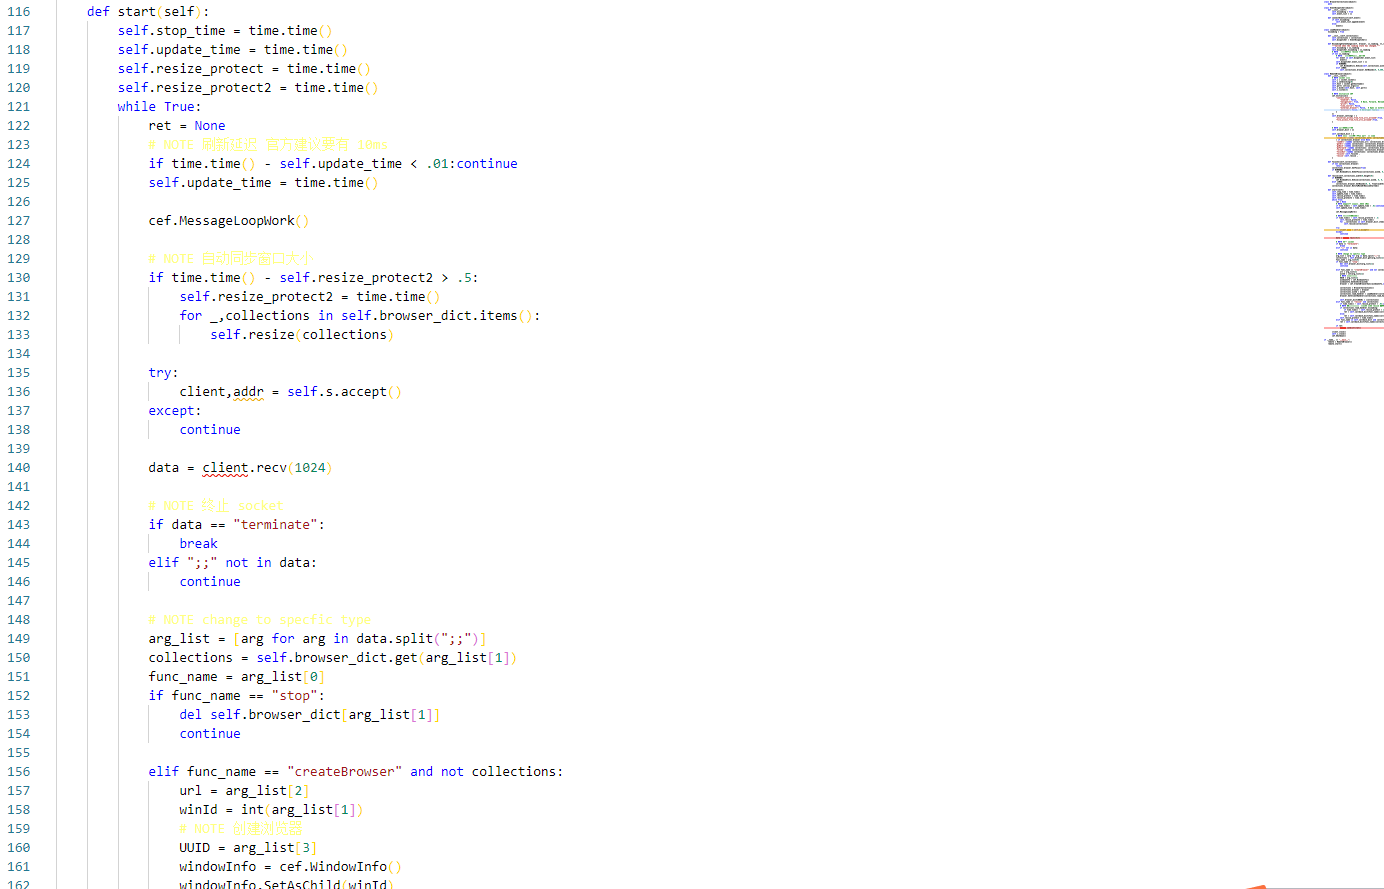 116 def start(self):
117 self.stop_time = time.time()
118 self.update_time = time.time()
119 self.resize_protect = time.time()
120 self.resize_protect2 = time.time()
121 while True:
122 ret = None
123 # NOTE 刷新延迟 官方建议要有 10ms
124 if time.time() - self.update_time < .01:continue
125 self.update_time = time.time()
126
127 cef.MessageLoopWork()
128
129 # NOTE 自动同步窗口大小
130 if time.time() - self.resize_protect2 > .5:
131 self.resize_protect2 = time.time()
132 for _,collections in self.browser_dict.items():
133 self.resize(collections)
134
135 try:
136 client,addr = self.s.accept()
137 except:
138 continue
139
140 data = client.recv(1024)
141
142 # NOTE 终止 socket
143 if data == "terminate":
144 break
145 elif ";;" not in data:
146 continue
147
148 # NOTE change to specfic type
149 arg_list = [arg for arg in data.split(";;")]
150 collections = self.browser_dict.get(arg_list[1])
151 func_name = arg_list[0]
152 if func_name == "stop":
153 del self.browser_dict[arg_list[1]]
154 continue
155
156 elif func_name == "createBrowser" and not collections:
157 url = arg_list[2]
158 winId = int(arg_list[1])
159 # NOTE 创建浏览器
160 UUID = arg_list[3]
161 windowInfo = cef.WindowInfo()
162 windowInfo.SetAsChild(winId)